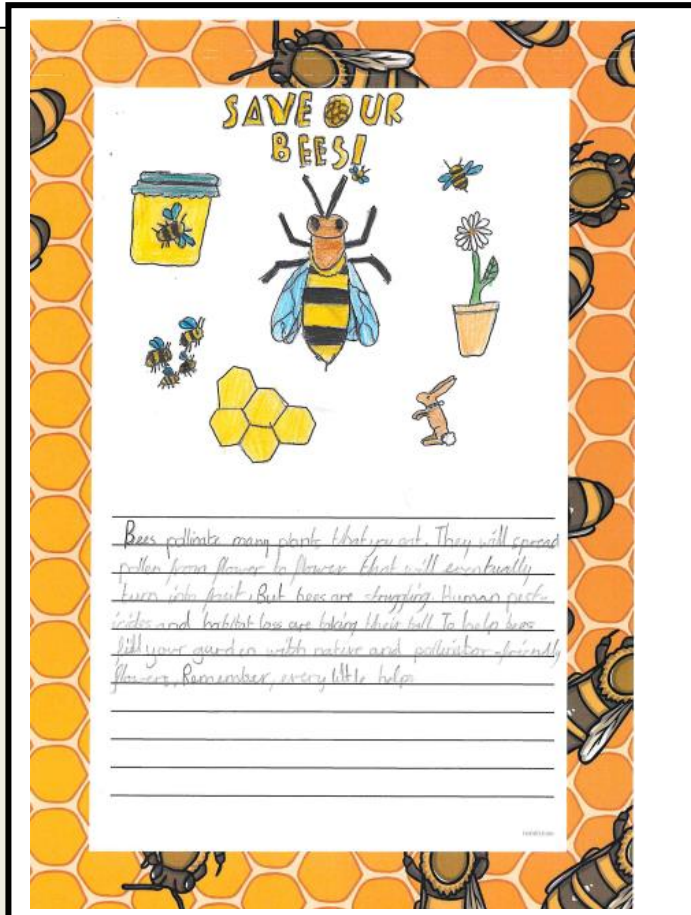 SAVE OUR
BEES!
Bees pollinate many plants that you eat. They will spread
pollen from flower to flower that will eventually
turn into fruit. But bees are struggling. Human pest-
icides and habitat loss are taking their toll. To help bees
fill your garden with nature and pollinator-friendly
flowers. Remember, every little helps